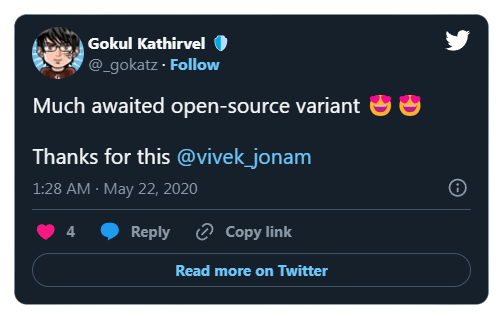 Gokul Kathirvel
@_gokatz · Follow
Much awaited open-source variant 😍 😍
Thanks for this @vivek_jonam
1:28 AM · May 22, 2020
4 Reply Copy link
Read more on Twitter